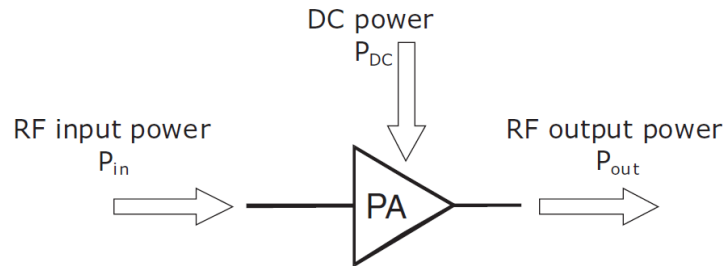 DC power
P_DC
RF input power
P_in
RF output power
P_out
PA